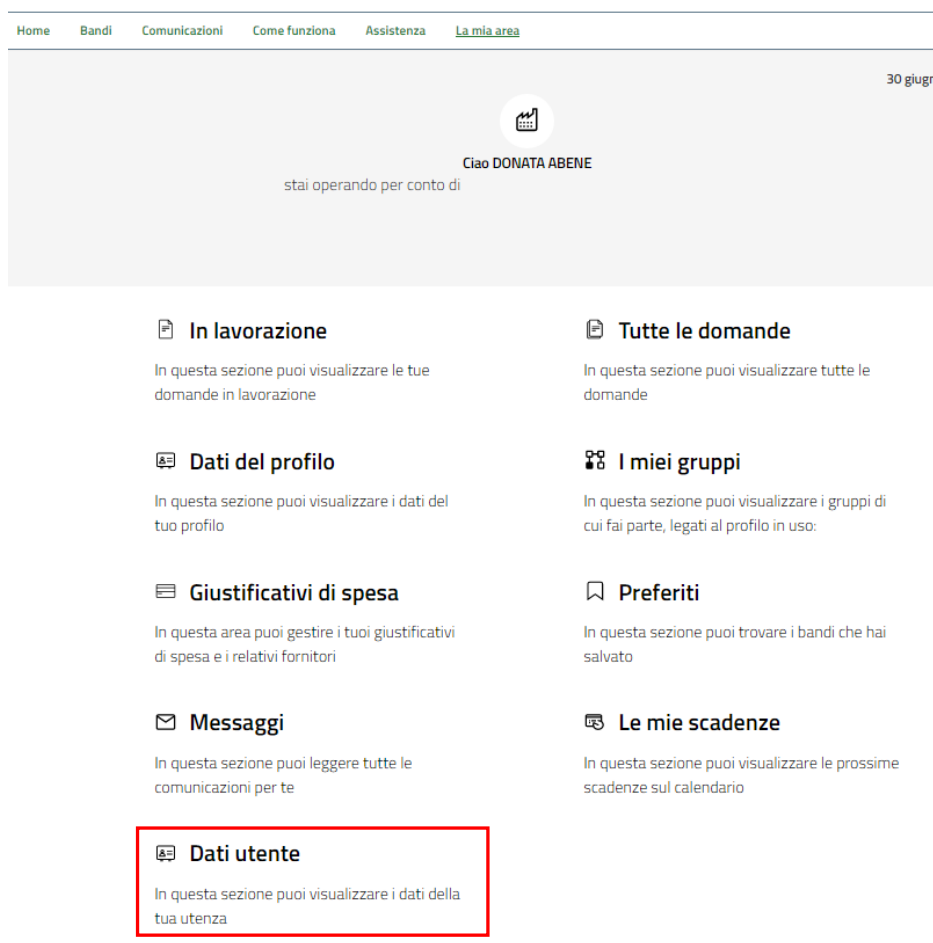 Home Bandi Comunicazioni Come funziona Assistenza La mia area
30 giugr
Ciao DONATA ABENE
stai operando per conto di
In lavorazione
In questa sezione puoi visualizzare le tue
domande in lavorazione
Tutte le domande
In questa sezione puoi visualizzare tutte le
domande
Dati del profilo
In questa sezione puoi visualizzare i dati del
tuo profilo
I miei gruppi
In questa sezione puoi visualizzare i gruppi di
cui fai parte, legati al profilo in uso:
Giustificativi di spesa
In questa area puoi gestire i tuoi giustificativi
di spesa e i relativi fornitori
Preferiti
In questa sezione puoi trovare i bandi che hai
salvato
Messaggi
In questa sezione puoi leggere tutte le
comunicazioni per te
Le mie scadenze
In questa sezione puoi visualizzare le prossime
scadenze sul calendario
Dati utente
In questa sezione puoi visualizzare i dati della
tua utenza